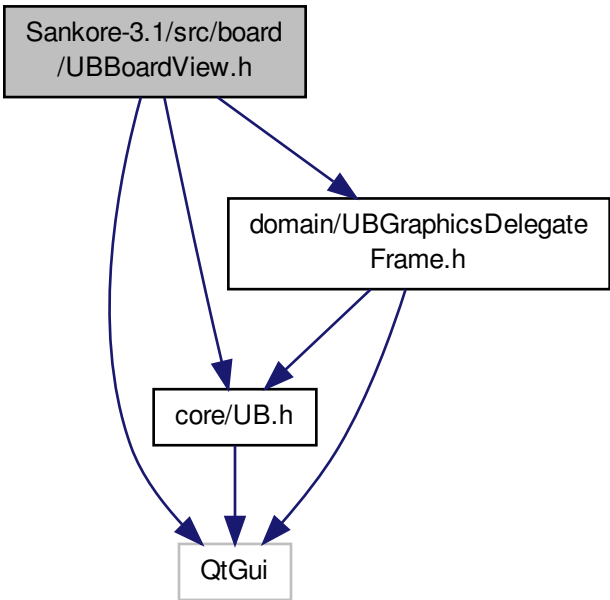 Sankore-3.1/src/board
/UBBoardView.h
domain/UBGraphicsDelegate
Frame.h
core/UB.h
QtGui